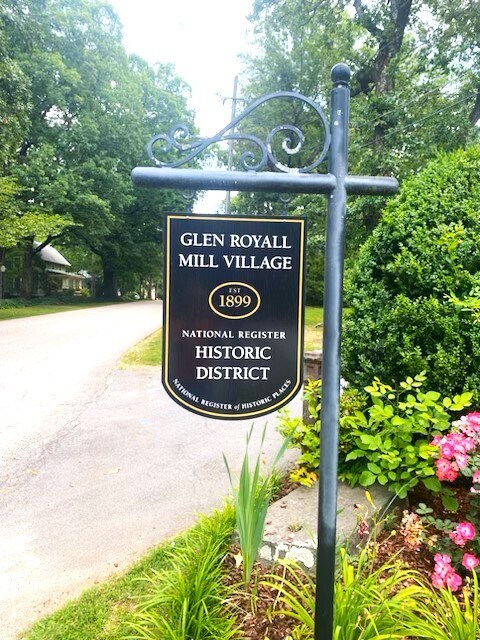 GLEN ROYALL
MILL VILLAGE
EST
1899
NATIONAL REGISTER
HISTORIC
DISTRICT
NATIONAL REGISTER of HISTORIC PLACES